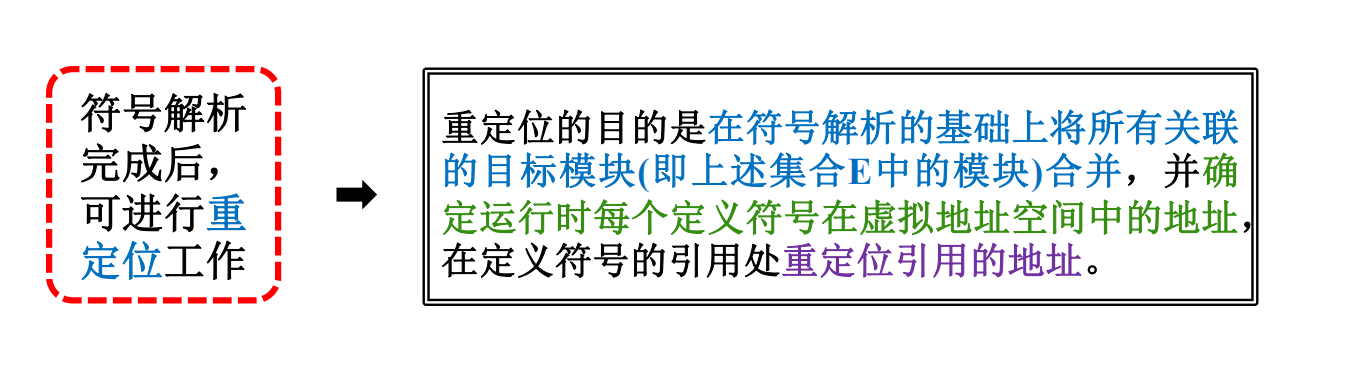 符号解析
完成后，
可进行重
定位工作
重定位的目的是在符号解析的基础上将所有关联
的目标模块(即上述集合E中的模块)合并，并确
定运行时每个定义符号在虚拟地址空间中的地址，
在定义符号的引用处重定位引用的地址。